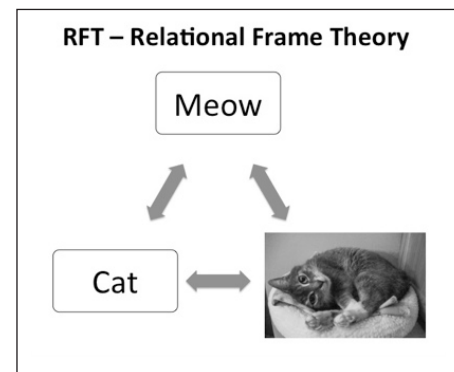 RFT – Relational Frame Theory
Meow
Cat